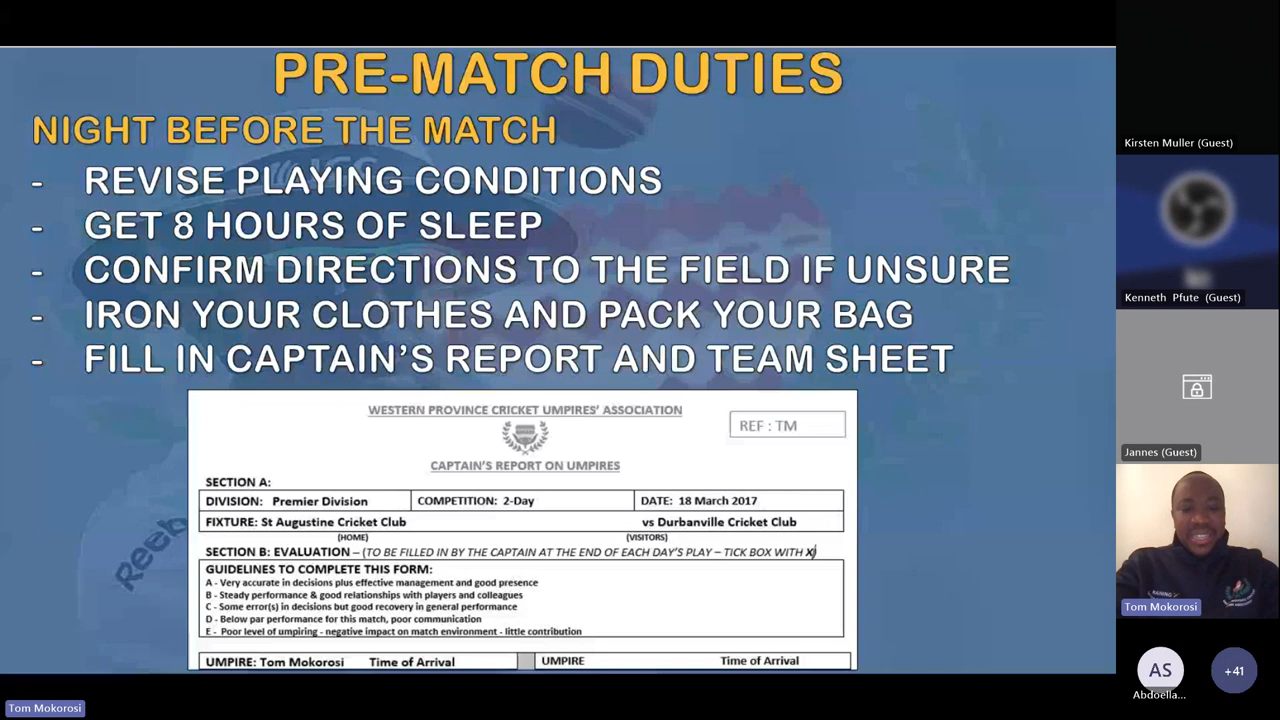 PRE-MATCH DUTIES
NIGHT BEFORE THE MATCH
- REVISE PLAYING CONDITIONS
- GET 8 HOURS OF SLEEP
- CONFIRM DIRECTIONS TO THE FIELD IF UNSURE
- IRON YOUR CLOTHES AND PACK YOUR BAG
- FILL IN CAPTAIN'S REPORT AND TEAM SHEET
WESTERN PROVINCE CRICKET UMPIRES' ASSOCIATION
REF : TM
CAPTAIN'S REPORT ON UMPIRES
SECTION A:
DIVISION: Premier Division COMPETITION: 2-Day DATE: 18 March 2017
FIXTURE: St Augustine Cricket Club vs Durbanville Cricket Club
(HOME) (VISITORS)
SECTION B: EVALUATION – (TO BE FILLED IN BY THE CAPTAIN AT THE END OF EACH DAY'S PLAY – TICK BOX WITH X)
GUIDELINES TO COMPLETE THIS FORM:
A - Very accurate in decisions plus effective management and good presence
B - Steady performance & good relationships with players and colleagues
C - Some error(s) in decisions but good recovery in general performance
D - Below par performance for this match, poor communication
E - Poor level of umpiring - negative impact on match environment - little contribution
UMPIRE: Tom Mokorosi Time of Arrival UMPIRE Time of Arrival
Reebok
ICC
Kirsten Muller (Guest)
Kenneth Pfute (Guest)
Jannes (Guest)
Tom Mokorosi
AS
Abdoella...
+41
Tom Mokorosi